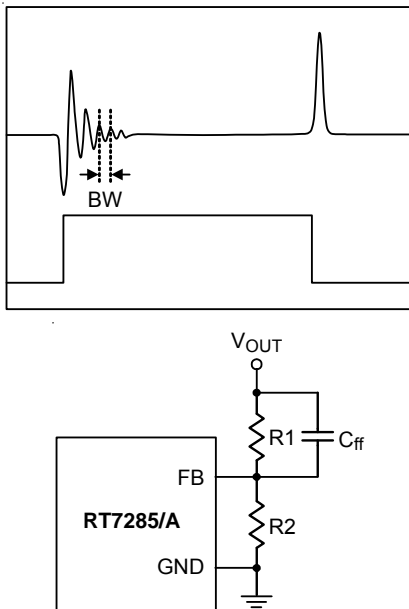 BW
VOUT
R1
Cff
FB
RT7285/A
R2
GND